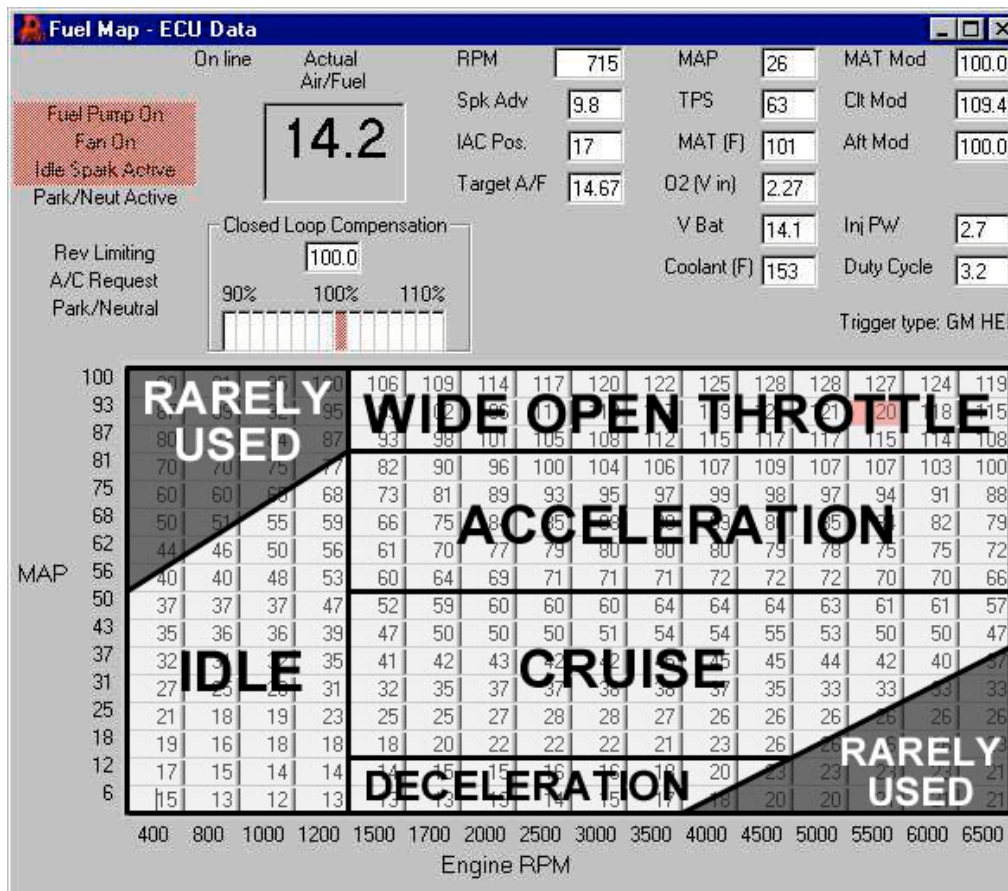 Fuel Map - ECU Data
On line Actual Air/Fuel 14.2
RPM 715 MAP 26 MAT Mod 100.0
Spk Adv 9.8 TPS 63 Clt Mod 109.4
IAC Pos. 17 MAT (F) 101 Aft Mod 100.0
Target A/F 14.67 O2 (V in) 2.27
V Bat 14.1 Inj PW 2.7
Coolant (F) 153 Duty Cycle 3.2
Trigger type: GM HEI
Fuel Pump On
Fan On
Idle Spark Active
Park/Neut Active
Rev Limiting
A/C Request
Park/Neutral
Closed Loop Compensation
100.0
90% 100% 110%
RARELY USED
WIDE OPEN THROTTLE
ACCELERATION
IDLE
CRUISE
DECELERATION
RARELY USED
MAP
100 106 109 114 117 120 122 125 128 128 127 124 119
93
87 87 93 98 101 105 108 112 115 117 117 115 114 108
81 70 70 75 77 82 90 96 100 104 106 107 109 107 107 103 100
75 60 60 68 73 81 89 93 95 97 99 98 97 94 91 88
68 50 51 55 59 66 75 82 79
62 44 46 50 56 61 70 77 79 80 80 80 79 78 75 75 72
56 40 40 48 53 60 64 69 71 71 71 72 72 72 70 70 66
50 37 37 37 47 52 59 60 60 60 64 64 64 63 61 61 57
43 35 36 36 39 47 50 50 50 51 54 54 55 53 50 50 47
37 32 35 41 42 43 45 45 44 42 40
31 27 31 32 35 37 37 35 33 33
25 21 18 19 23 25 25 27 28 28 27 26 26 26 26 26 26
18 19 16 18 18 18 20 22 22 22 21 23 26
12 17 15 14 14 20 23
6 15 13 12 13
400 800 1000 1200 1500 1700 2000 2500 3000 3500 4000 4500 5000 5500 6000 6500
Engine RPM